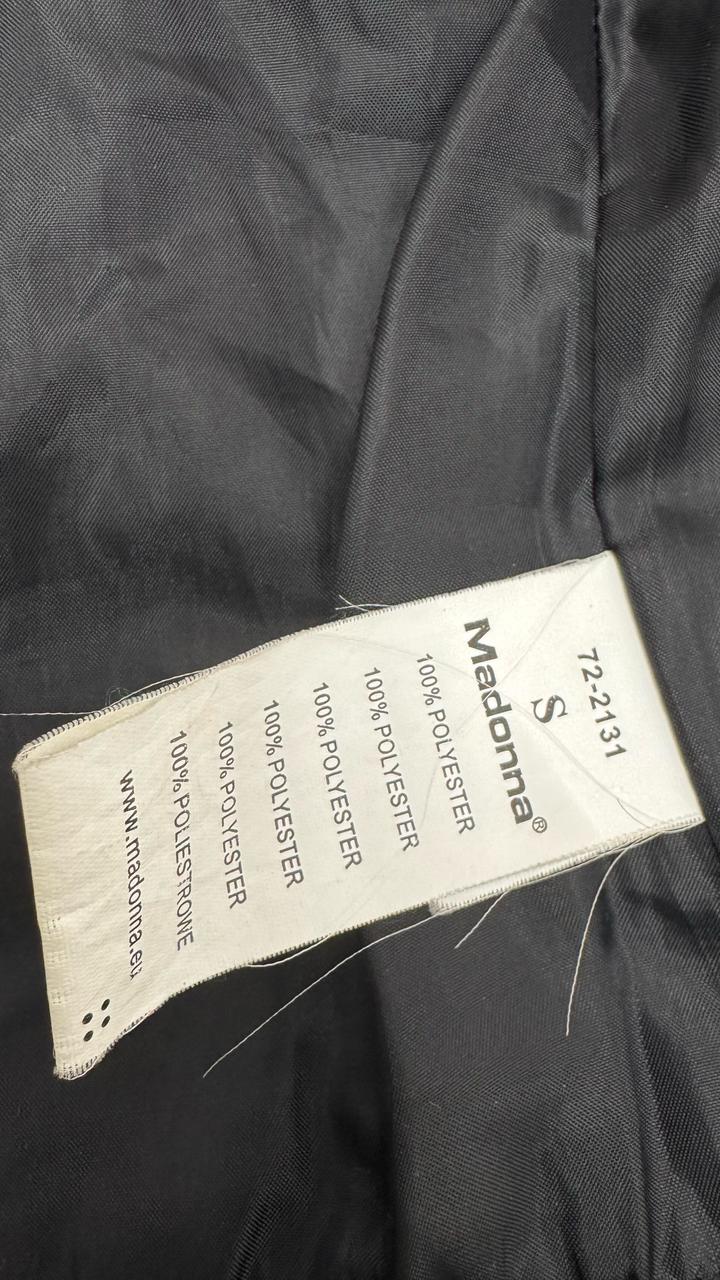 72-2131
S
Madonna®
100% POLYESTER
100% POLYESTER
100% POLYESTER
100% POLYESTER
100% POLYESTER
100% POLIESTROWE
www.madonna.eu